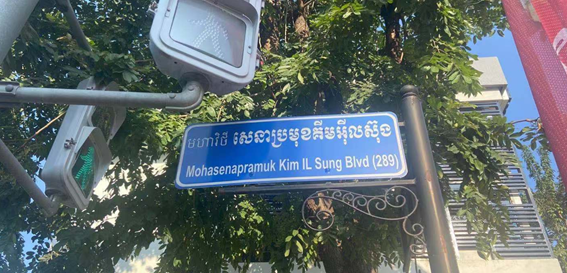 មហាវិថី សេនាប្រមុខគីមអ៊ីលស៊ុង
Mohasenapramuk Kim IL Sung Blvd (289)